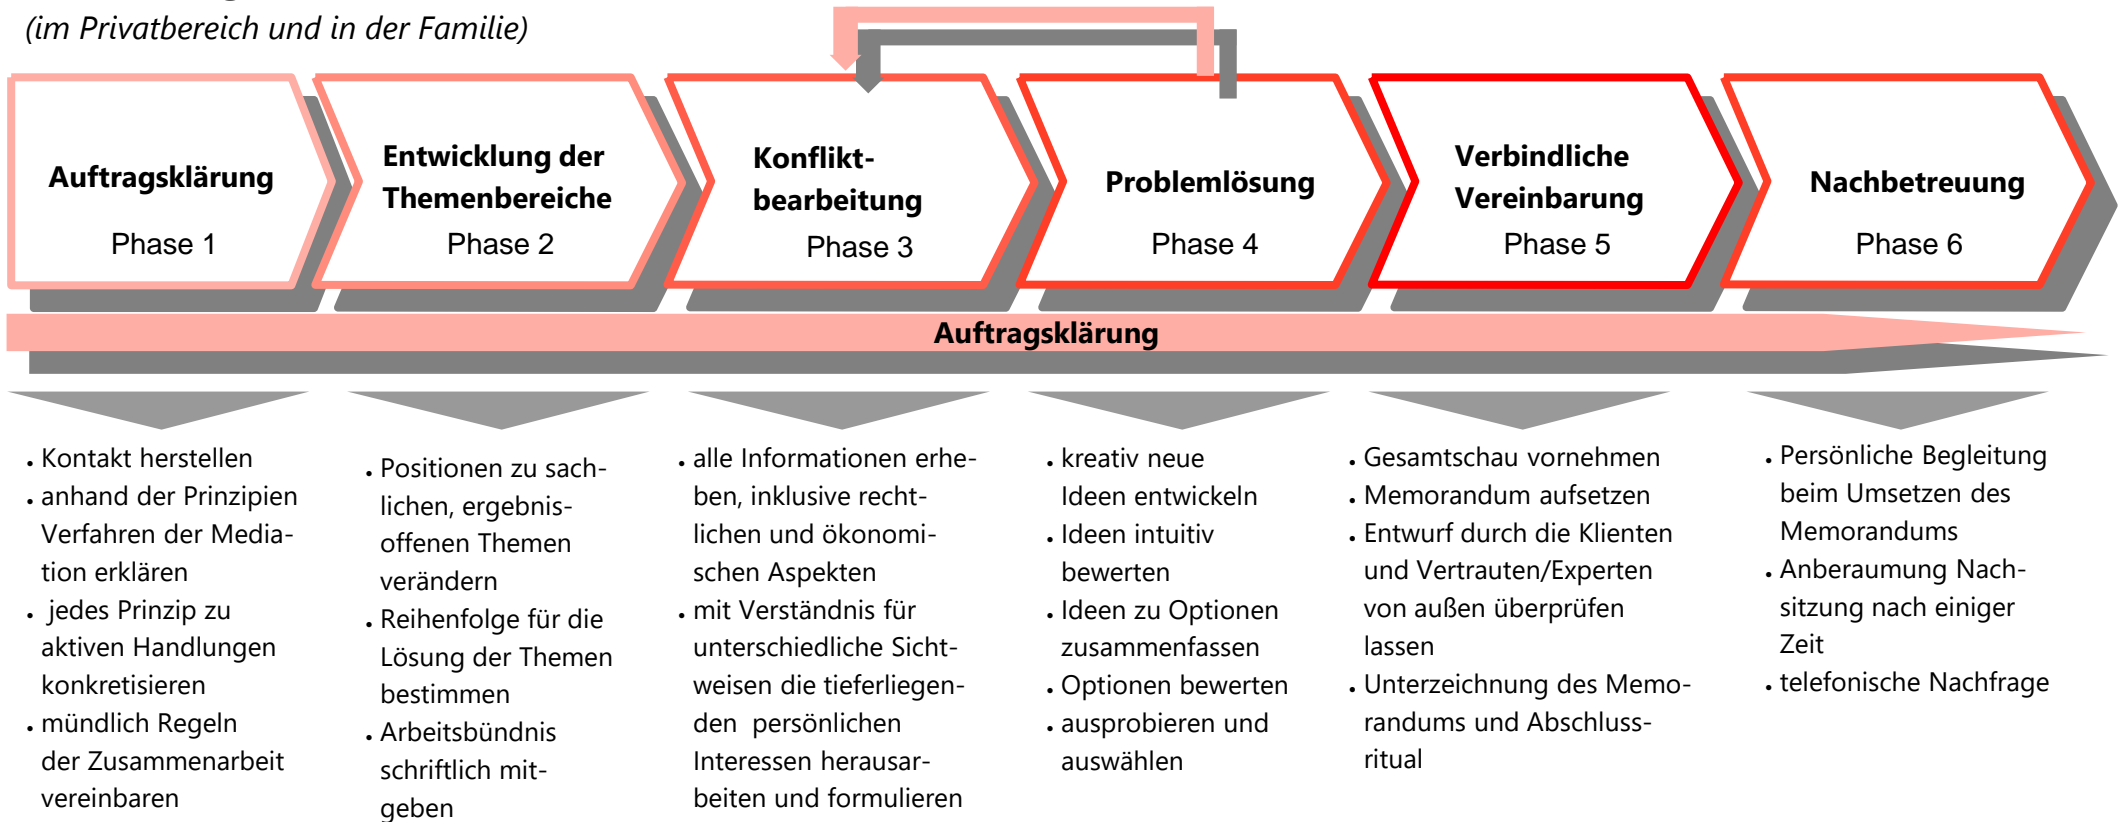 (im Privatbereich und in der Familie)
Auftragsklärung
Phase 1
Entwicklung der
Themenbereiche
Phase 2
Konflikt-
bearbeitung
Phase 3
Problemlösung
Phase 4
Verbindliche
Vereinbarung
Phase 5
Nachbetreuung
Phase 6
Auftragsklärung
• Kontakt herstellen
• anhand der Prinzipien
Verfahren der Media-
tion erklären
• jedes Prinzip zu
aktiven Handlungen
konkretisieren
• mündlich Regeln
der Zusammenarbeit
vereinbaren
• Positionen zu sach-
lichen, ergebnis-
offenen Themen
verändern
• Reihenfolge für die
Lösung der Themen
bestimmen
• Arbeitsbündnis
schriftlich mit-
geben
• alle Informationen erhe-
ben, inklusive recht-
lichen und ökonomi-
schen Aspekten
• mit Verständnis für
unterschiedliche Sicht-
weisen die tieferliegen-
den persönlichen
Interessen herausar-
beiten und formulieren
• kreativ neue
Ideen entwickeln
• Ideen intuitiv
bewerten
• Ideen zu Optionen
zusammenfassen
• Optionen bewerten
• ausprobieren und
auswählen
• Gesamtschau vornehmen
• Memorandum aufsetzen
• Entwurf durch die Klienten
und Vertrauten/Experten
von außen überprüfen
lassen
• Unterzeichnung des Memo-
randums und Abschluss-
ritual
• Persönliche Begleitung
beim Umsetzen des
Memorandums
• Anberaumung Nach-
sitzung nach einiger
Zeit
• telefonische Nachfrage